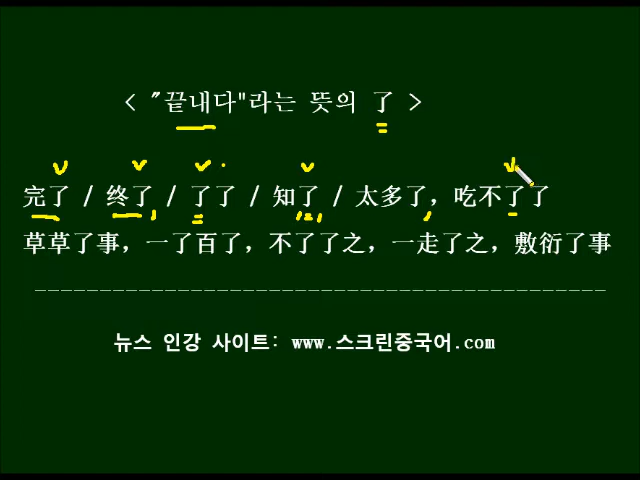 < "끝내다"라는 뜻의 了 >
完了 / 终了 / 了了 / 知了 / 太多了，吃不了了
草草了事，一了百了，不了了之，一走了之，敷衍了事
뉴스 인강 사이트: www.스크린중국어.com